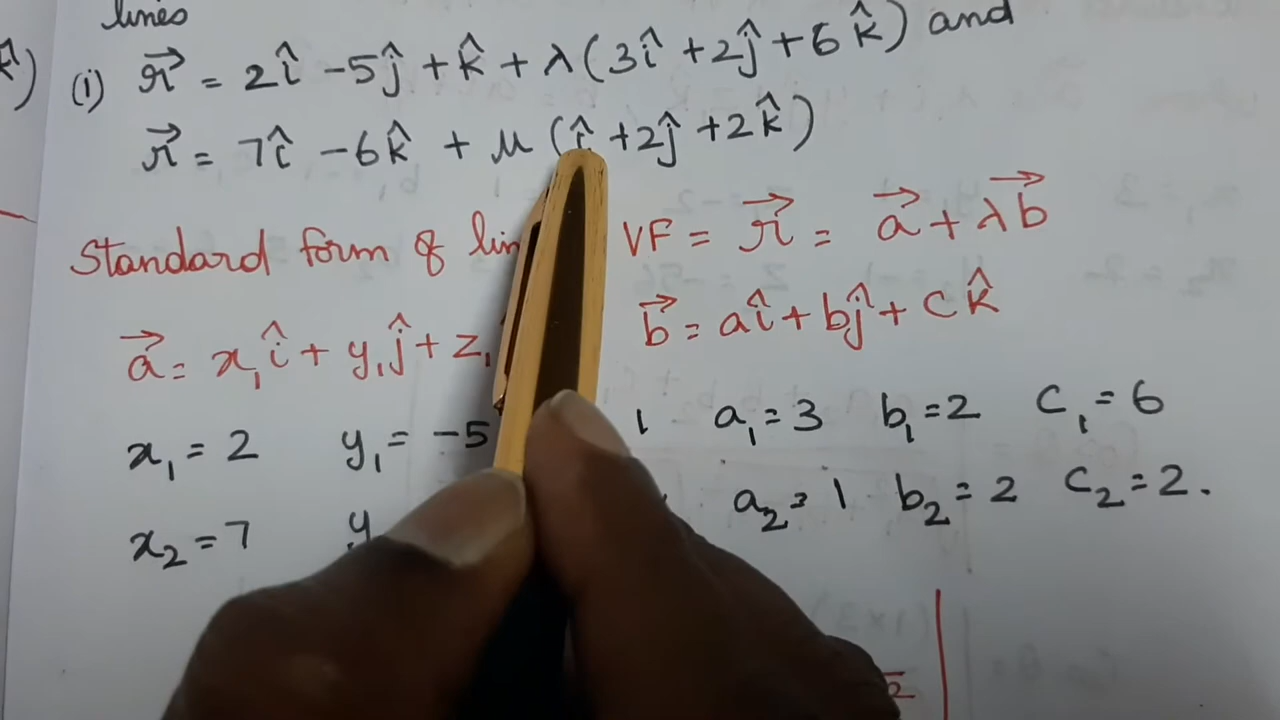 lines
(i) r⃗ = 2î - 5ĵ + k̂ + λ(3î + 2ĵ + 6k̂) and
r⃗ = 7î - 6k̂ + μ(î + 2ĵ + 2k̂)
Standard form of lin VF = r⃗ = a⃗ + λb⃗
a⃗ = x₁î + y₁ĵ + z₁ b⃗ = aî + bĵ + ck̂
x₁ = 2 y₁ = -5 1 a₁ = 3 b₁ = 2 c₁ = 6
x₂ = 7 y a₂ = 1 b₂ = 2 c₂ = 2.